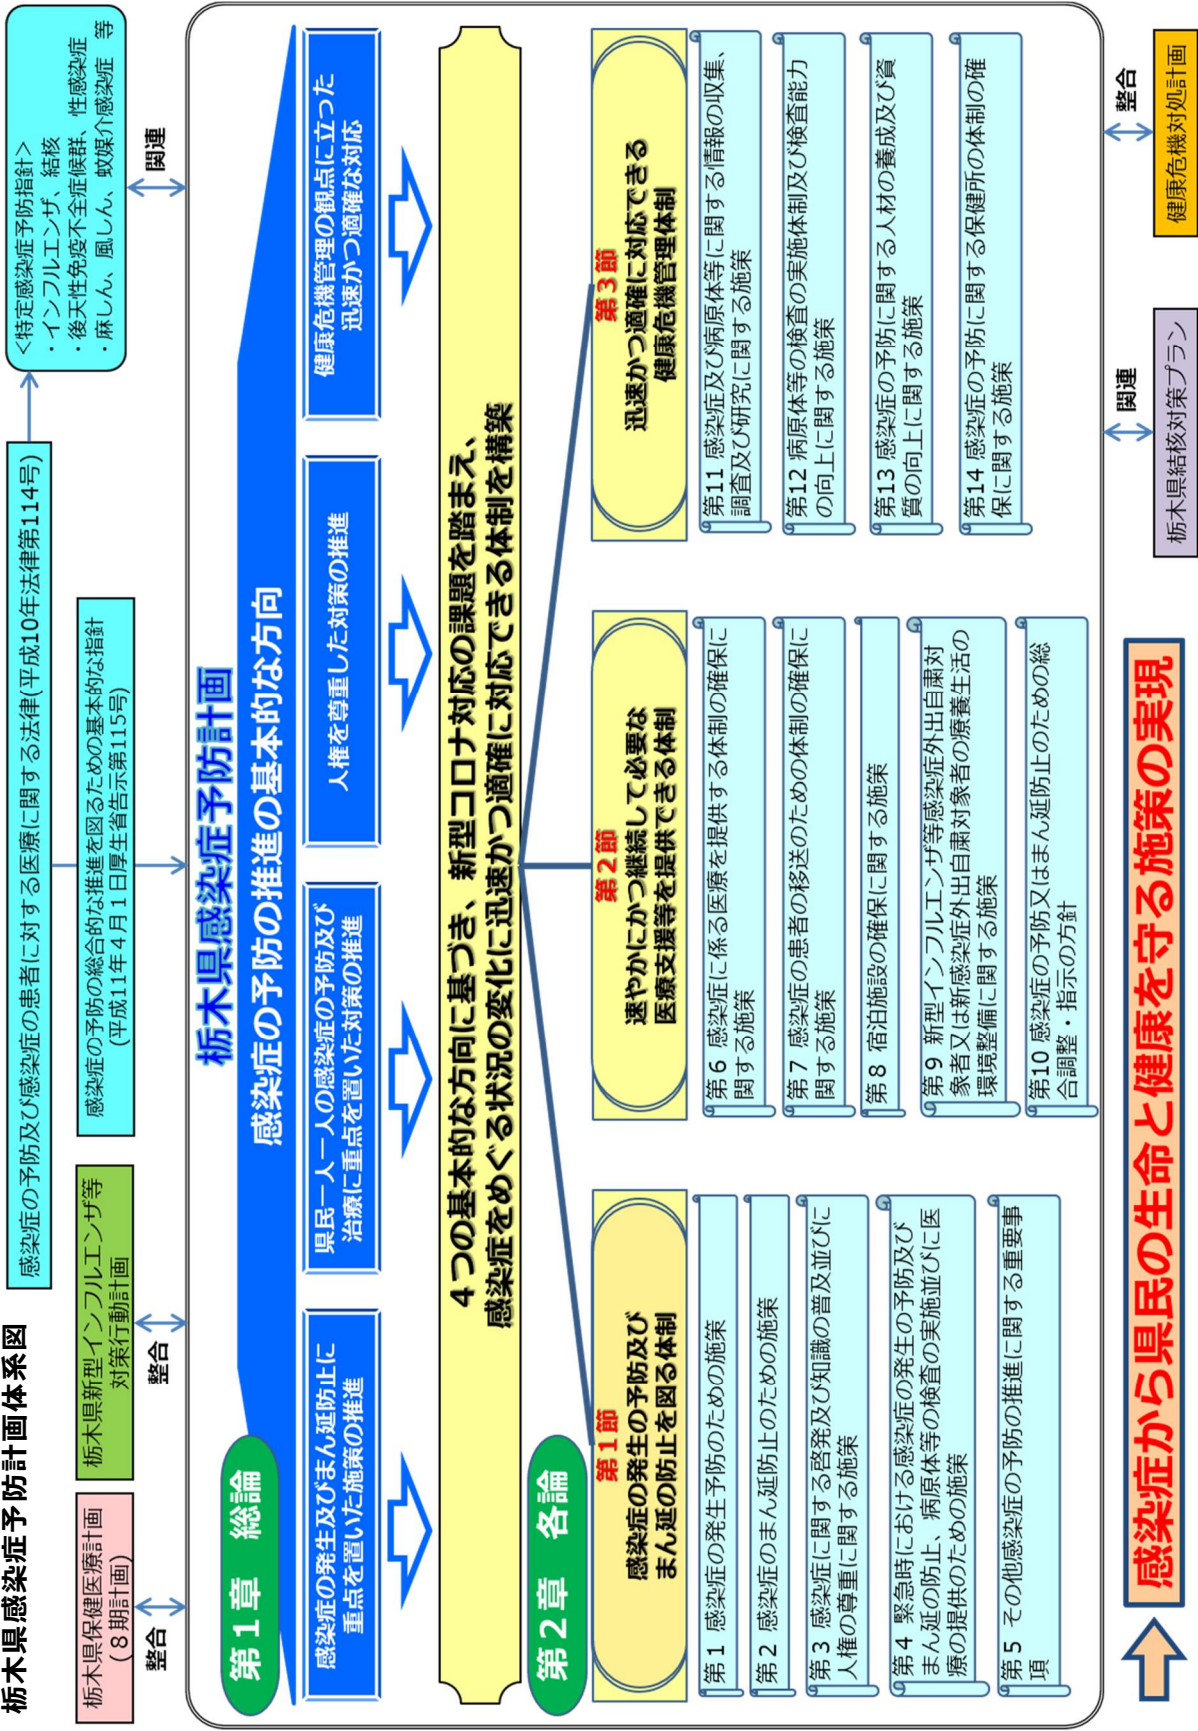 栃木県感染症予防計画体系図
感染症の予防及び感染症の患者に対する医療に関する法律(平成10年法律第114号)
<特定感染症予防指針>
・インフルエンザ、結核
・後天性免疫不全症候群、性感染症
・麻しん、風しん、蚊媒介感染症 等
栃木県保健医療計画
(８期計画)
栃木県新型インフルエンザ等
対策行動計画
感染症の予防の総合的な推進を図るための基本的な指針
(平成11年４月１日厚生省告示第115号)
整合
整合
関連
栃木県感染症予防計画
第１章 総論
感染症の予防の推進の基本的な方向
感染症の発生及びまん延防止に
重点を置いた施策の推進
県民一人一人の感染症の予防及び
治療に重点を置いた対策の推進
人権を尊重した対策の推進
健康危機管理の観点に立った
迅速かつ適確な対応
４つの基本的な方向に基づき、新型コロナ対応の課題を踏まえ、
感染症をめぐる状況の変化に迅速かつ適確に対応できる体制を構築
第２章 各論
第１節
感染症の発生の予防及び
まん延の防止を図る体制
第１ 感染症の発生予防のための施策
第２ 感染症のまん延防止のための施策
第３ 感染症に関する啓発及び知識の普及並びに
人権の尊重に関する施策
第４ 緊急時における感染症の発生の予防及び
まん延の防止、病原体等の検査の実施並びに医
療の提供のための施策
第５ その他感染症の予防の推進に関する重要事
項
第２節
速やかにかつ継続して必要な
医療支援等を提供できる体制
第６ 感染症に係る医療を提供する体制の確保に
関する施策
第７ 感染症の患者の移送のための体制の確保に
関する施策
第８ 宿泊施設の確保に関する施策
第９ 新型インフルエンザ等感染症外出自粛対
象者又は新感染症外出自粛対象者の療養生活の
環境整備に関する施策
第10 感染症の予防又はまん延防止のための総
合調整・指示の方針
第３節
迅速かつ適確に対応できる
健康危機管理体制
第11 感染症及び病原体等に関する情報の収集、
調査及び研究に関する施策
第12 病原体等の検査の実施体制及び検査能力
の向上に関する施策
第13 感染症の予防に関する人材の養成及び資
質の向上に関する施策
第14 感染症の予防に関する保健所の体制の確
保に関する施策
感染症から県民の生命と健康を守る施策の実現
関連
整合
栃木県結核対策プラン
健康危機対処計画